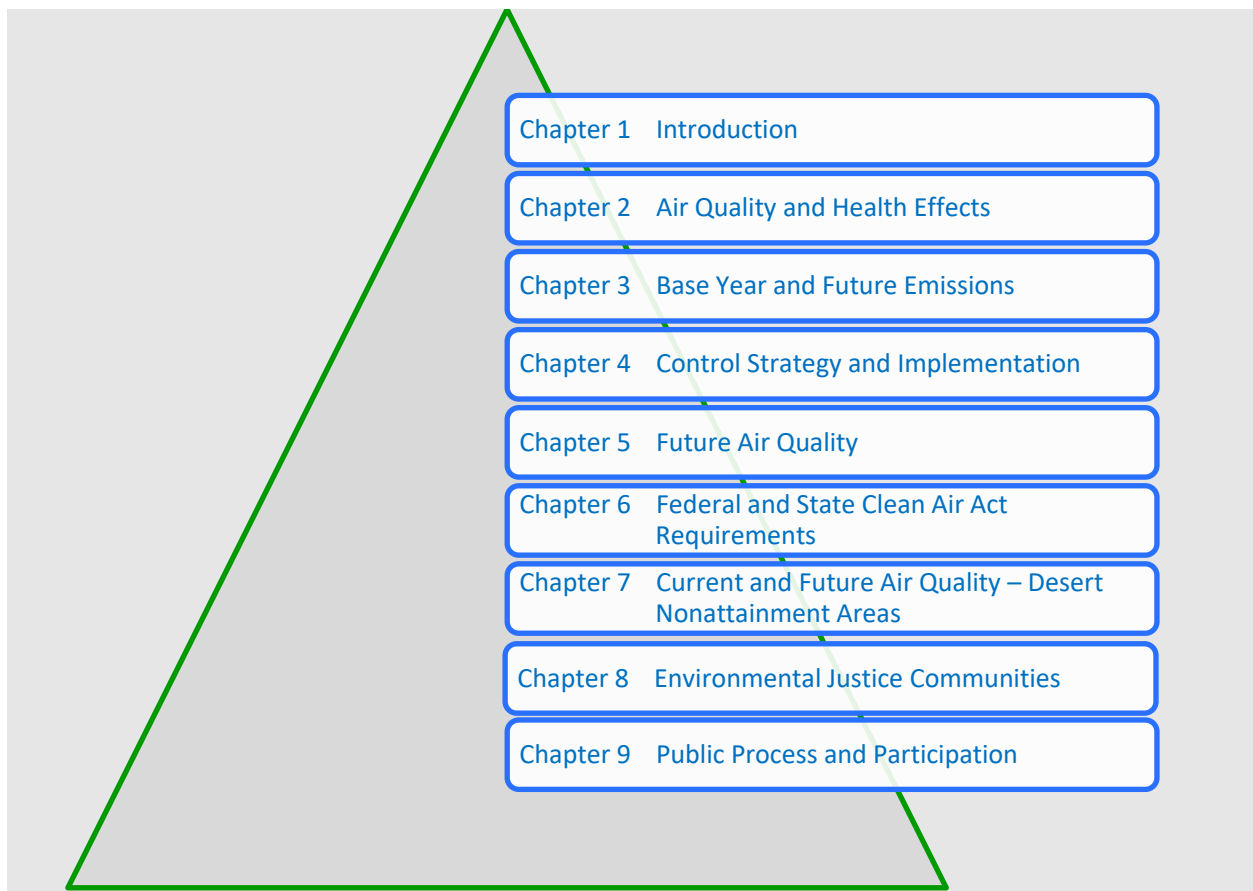 Chapter 1 Introduction
Chapter 2 Air Quality and Health Effects
Chapter 3 Base Year and Future Emissions
Chapter 4 Control Strategy and Implementation
Chapter 5 Future Air Quality
Chapter 6 Federal and State Clean Air Act
Requirements
Chapter 7 Current and Future Air Quality – Desert
Nonattainment Areas
Chapter 8 Environmental Justice Communities
Chapter 9 Public Process and Participation